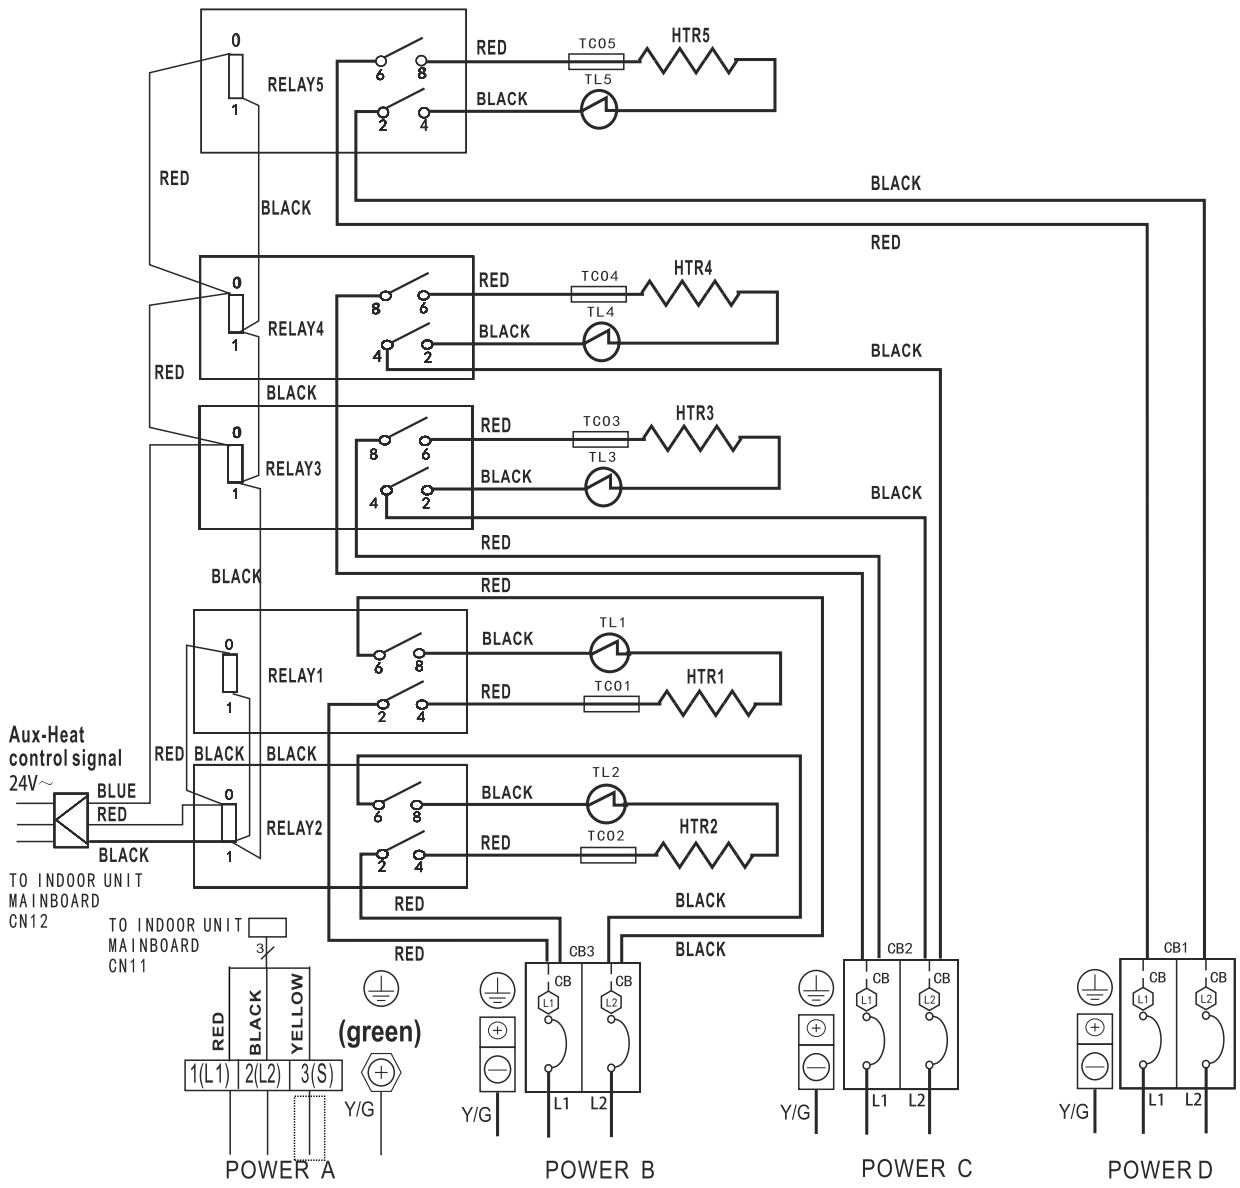 0
RELAY5
1
6
8
2
4
RED
TCO5
HTR5
TL5
BLACK
RED
BLACK
BLACK
RED
0
RELAY4
1
8
6
4
2
RED
TCO4
HTR4
TL4
BLACK
BLACK
RED
BLACK
0
RELAY3
1
8
6
4
2
RED
TCO3
HTR3
TL3
BLACK
BLACK
RED
RED
BLACK
0
RELAY1
1
6
8
2
4
TL1
BLACK
RED
TCO1
HTR1
RED
BLACK
BLACK
Aux-Heat
control signal
24V~
BLUE
RED
BLACK
TO INDOOR UNIT
MAINBOARD
CN12
0
RELAY2
1
6
8
2
4
TL2
BLACK
RED
TCO2
HTR2
RED
BLACK
RED
BLACK
TO INDOOR UNIT
MAINBOARD
CN11
3
RED
BLACK
YELLOW
1(L1)
2(L2)
3(S)
POWER A
(green)
Y/G
CB3
CB
CB
L1
L2
Y/G
L1
L2
POWER B
CB2
CB
CB
L1
L2
Y/G
L1
L2
POWER C
CB1
CB
CB
L1
L2
Y/G
L1
L2
POWER D